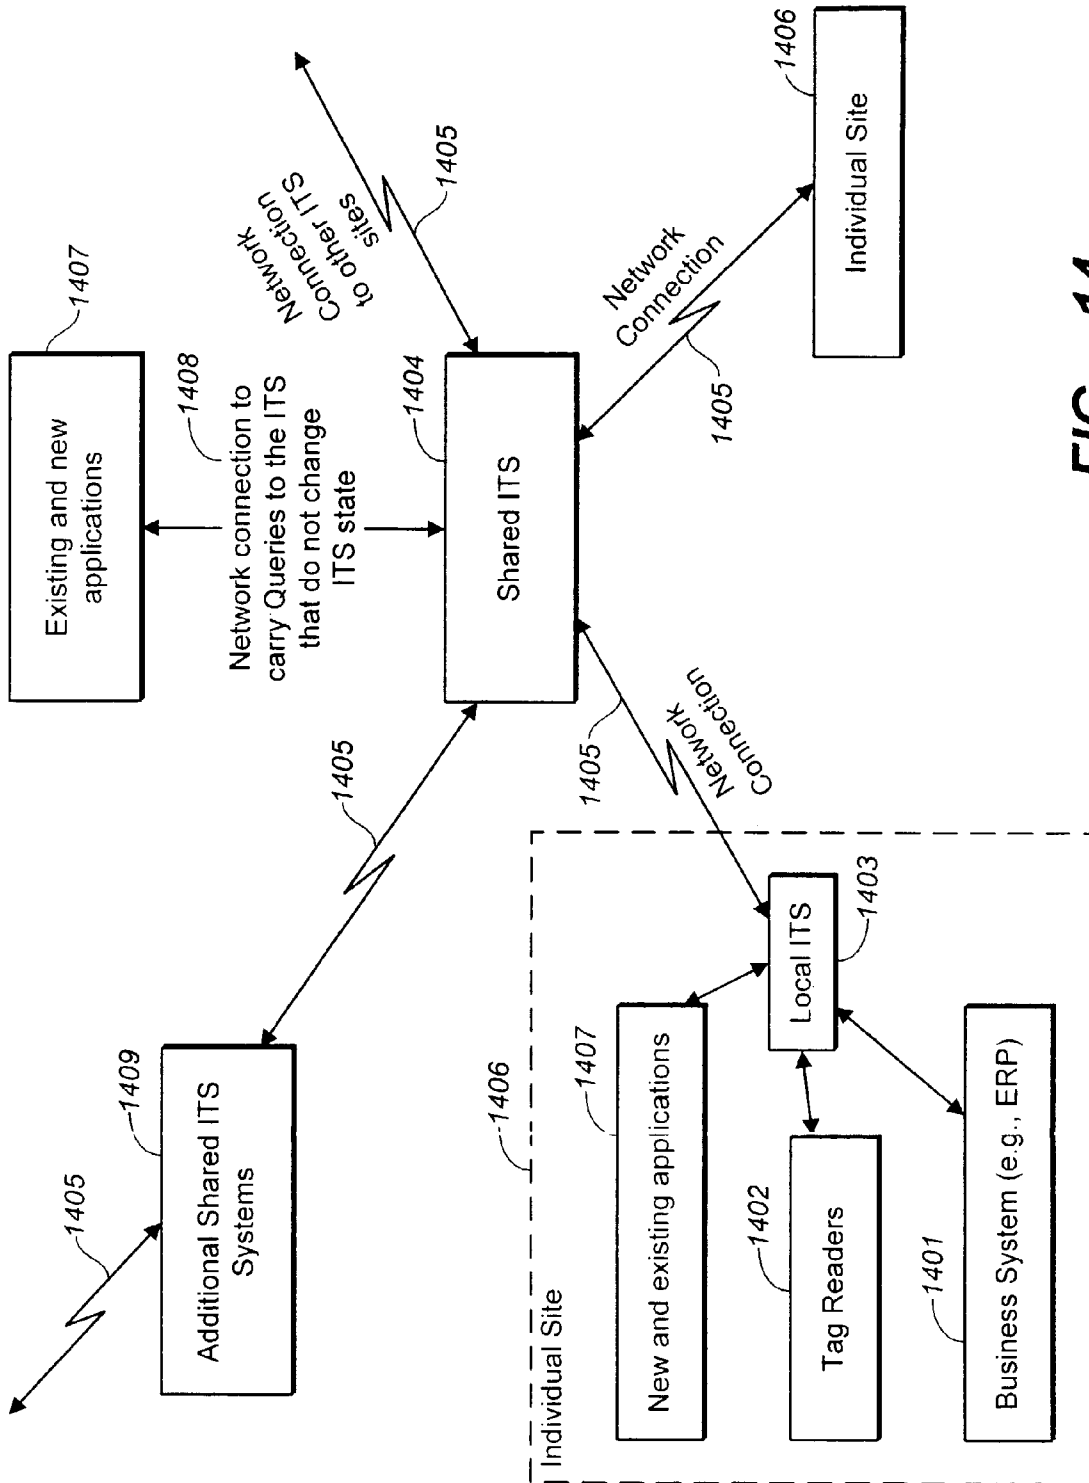 1407
Existing and new
applications
1405
1409
Additional Shared ITS
Systems
1408
Network connection to
carry Queries to the ITS
that do not change
ITS state
Network
Connection
to other ITS
sites
1405
1405
1404
Shared ITS
1406
Individual Site
1405
Network
Connection
Network
Connection
1405
1407
New and existing applications
Local ITS
1403
1402
Tag Readers
1401
Business System (e.g., ERP)
1406
Individual Site
FIG. 14